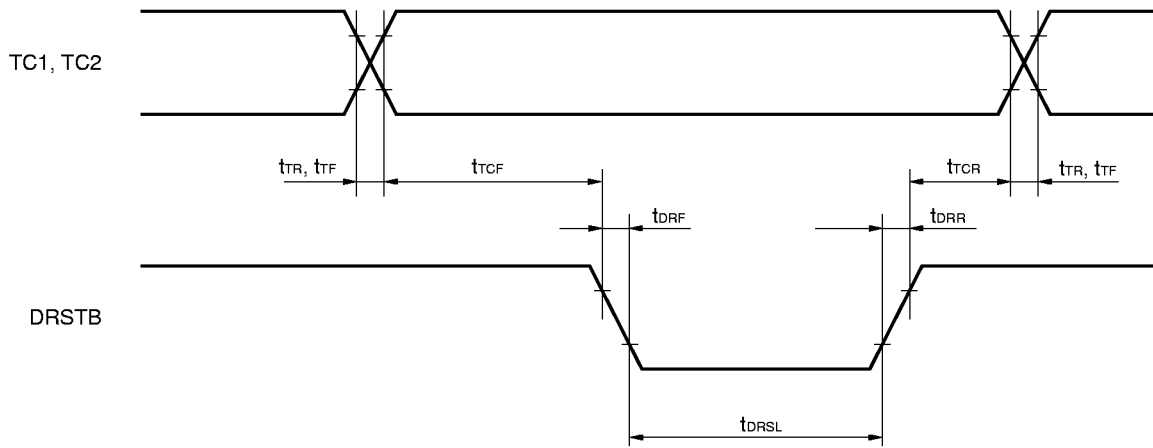 TC1, TC2
tTR, tTF
tTCF
tTCR
tTR, tTF
tDRF
tDRR
DRSTB
tDRSL